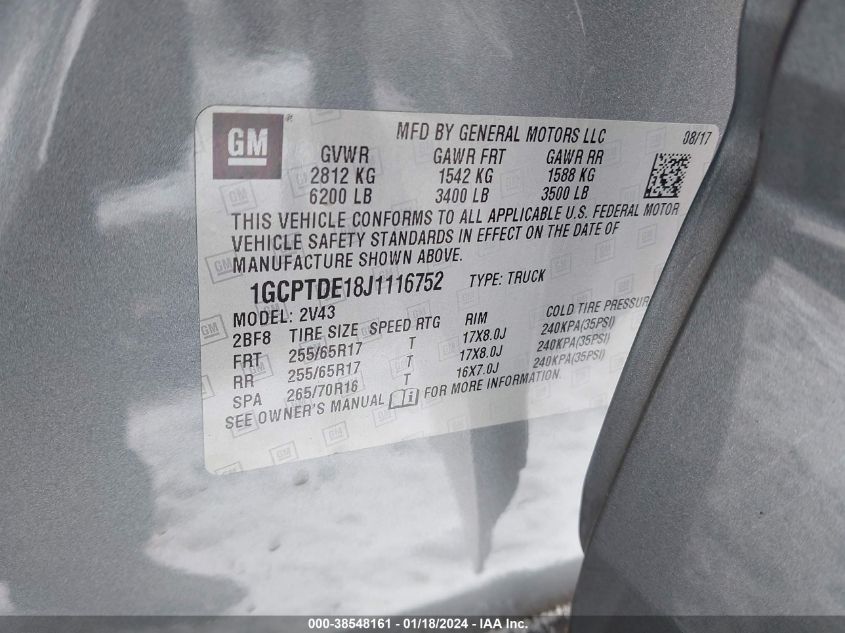 GM
MFD BY GENERAL MOTORS LLC 08/17
GVWR GAWR FRT GAWR RR
2812 KG 1542 KG 1588 KG
6200 LB 3400 LB 3500 LB
THIS VEHICLE CONFORMS TO ALL APPLICABLE U.S. FEDERAL MOTOR
VEHICLE SAFETY STANDARDS IN EFFECT ON THE DATE OF
MANUFACTURE SHOWN ABOVE.
1GCPTDE18J1116752 TYPE: TRUCK
MODEL: 2V43
2BF8 TIRE SIZE SPEED RTG RIM COLD TIRE PRESSUR
FRT 255/65R17 T 17X8.0J 240KPA(35PSI)
RR 255/65R17 T 17X8.0J 240KPA(35PSI)
SPA 265/70R16 T 16X7.0J 240KPA(35PSI)
SEE OWNER'S MANUAL FOR MORE INFORMATION.
000-38548161 - 01/18/2024 - IAA Inc.